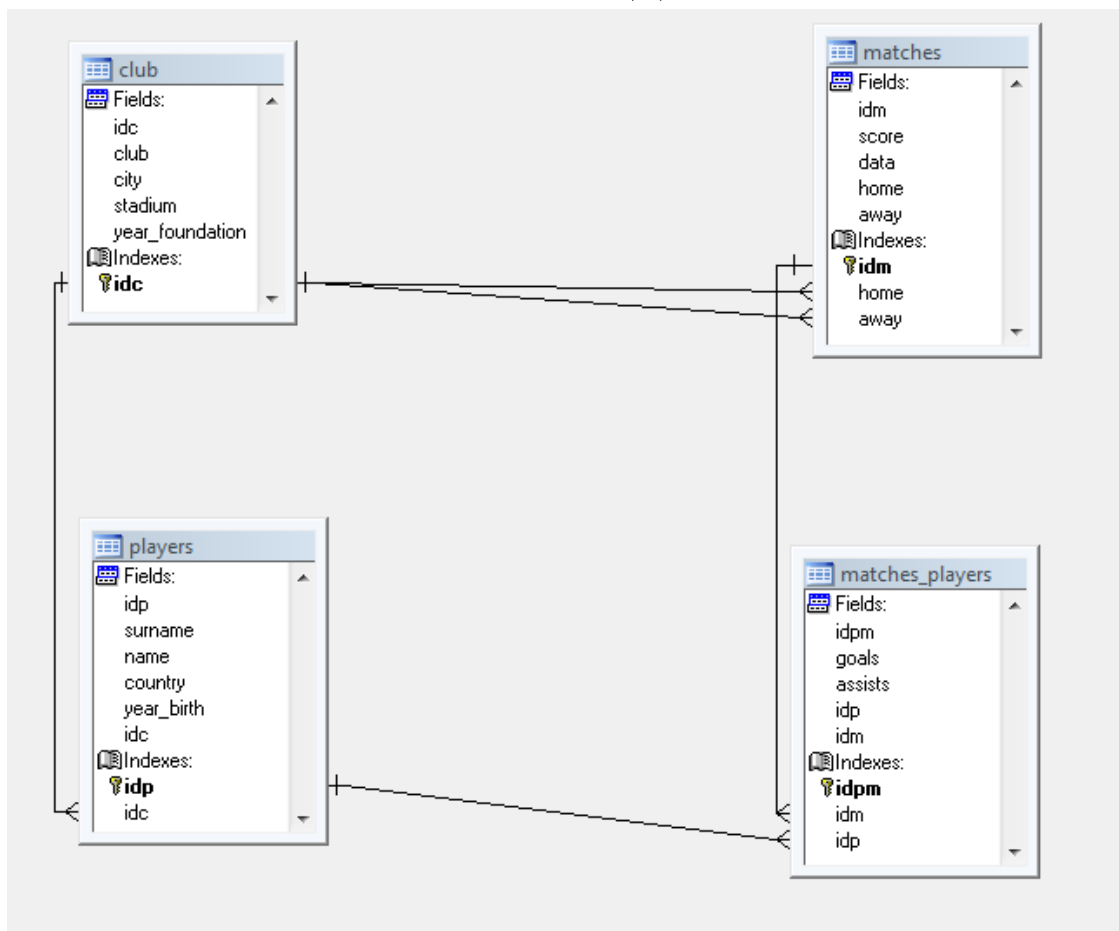 club
Fields:
idc
club
city
stadium
year_foundation
Indexes:
idc
matches
Fields:
idm
score
data
home
away
Indexes:
idm
home
away
players
Fields:
idp
surname
name
country
year_birth
idc
Indexes:
idp
idc
matches_players
Fields:
idpm
goals
assists
idp
idm
Indexes:
idpm
idm
idp